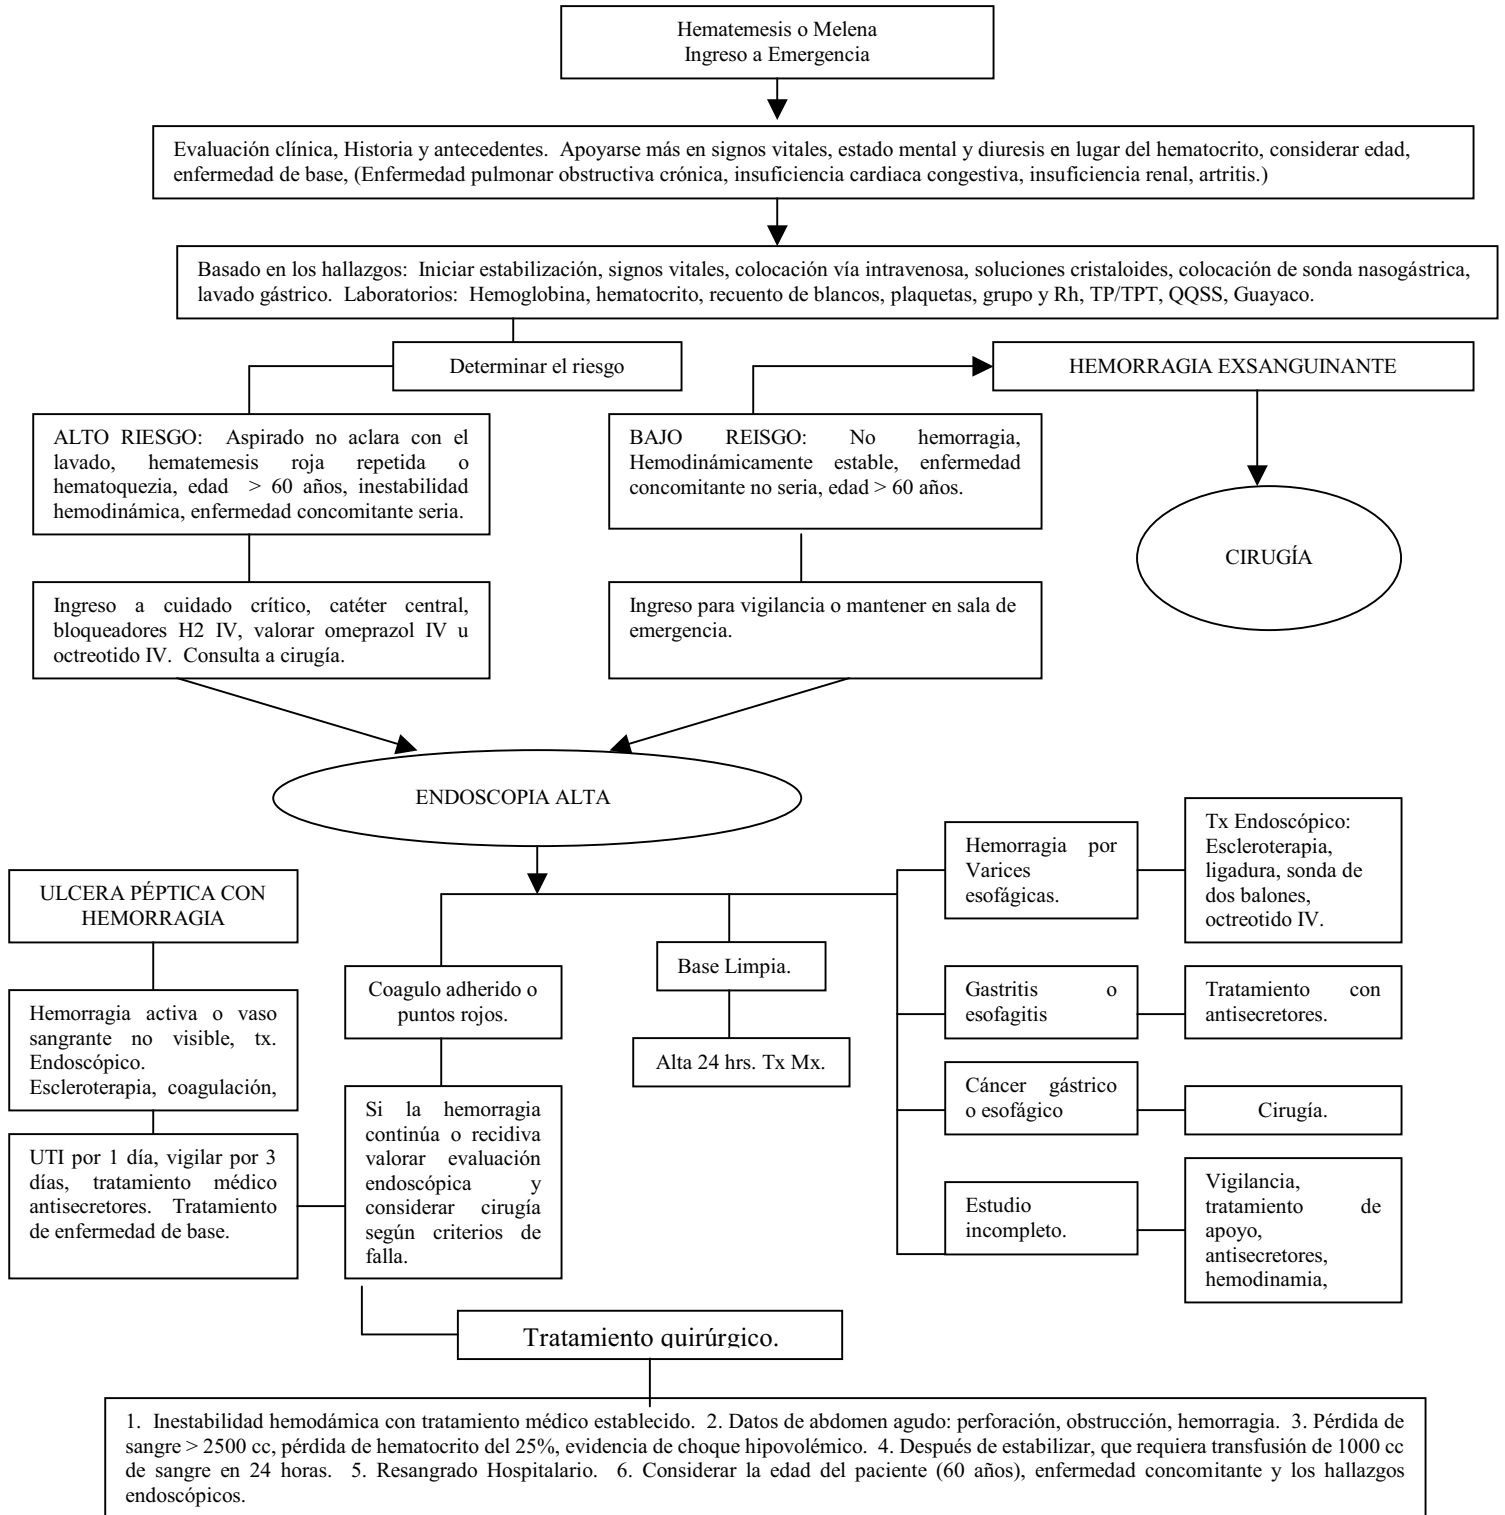 Hematemesis o Melena
Ingreso a Emergencia
Evaluación clínica, Historia y antecedentes. Apoyarse más en signos vitales, estado mental y diuresis en lugar del hematocrito, considerar edad,
enfermedad de base, (Enfermedad pulmonar obstructiva crónica, insuficiencia cardiaca congestiva, insuficiencia renal, artritis.)
Basado en los hallazgos: Iniciar estabilización, signos vitales, colocación vía intravenosa, soluciones cristaloides, colocación de sonda nasogástrica,
lavado gástrico. Laboratorios: Hemoglobina, hematocrito, recuento de blancos, plaquetas, grupo y Rh, TP/TPT, QQSS, Guayaco.
Determinar el riesgo
HEMORRAGIA EXSANGUINANTE
ALTO RIESGO: Aspirado no aclara con el
lavado, hematemesis roja repetida o
hematoquezia, edad > 60 años, inestabilidad
hemodinámica, enfermedad concomitante seria.
BAJO REISGO: No hemorragia,
Hemodinámicamente estable, enfermedad
concomitante no seria, edad > 60 años.
CIRUGÍA
Ingreso a cuidado crítico, catéter central,
bloqueadores H2 IV, valorar omeprazol IV u
octreotido IV. Consulta a cirugía.
Ingreso para vigilancia o mantener en sala de
emergencia.
ENDOSCOPIA ALTA
ULCERA PÉPTICA CON
HEMORRAGIA
Hemorragia activa o vaso
sangrante no visible, tx.
Endoscópico.
Escleroterapia, coagulación,
UTI por 1 día, vigilar por 3
días, tratamiento médico
antisecretores. Tratamiento
de enfermedad de base.
Coagulo adherido o
puntos rojos.
Si la hemorragia
continúa o recidiva
valorar evaluación
endoscópica y
considerar cirugía
según criterios de
falla.
Base Limpia.
Alta 24 hrs. Tx Mx.
Hemorragia por
Varices
esofágicas.
Tx Endoscópico:
Escleroterapia,
ligadura, sonda de
dos balones,
octreotido IV.
Gastritis o
esofagitis
Tratamiento con
antisecretores.
Cáncer gástrico
o esofágico
Cirugía.
Estudio
incompleto.
Vigilancia,
tratamiento de
apoyo,
antisecretores,
hemodinamia,
Tratamiento quirúrgico.
1. Inestabilidad hemodámica con tratamiento médico establecido. 2. Datos de abdomen agudo: perforación, obstrucción, hemorragia. 3. Pérdida de
sangre > 2500 cc, pérdida de hematocrito del 25%, evidencia de choque hipovolémico. 4. Después de estabilizar, que requiera transfusión de 1000 cc
de sangre en 24 horas. 5. Resangrado Hospitalario. 6. Considerar la edad del paciente (60 años), enfermedad concomitante y los hallazgos
endoscópicos.